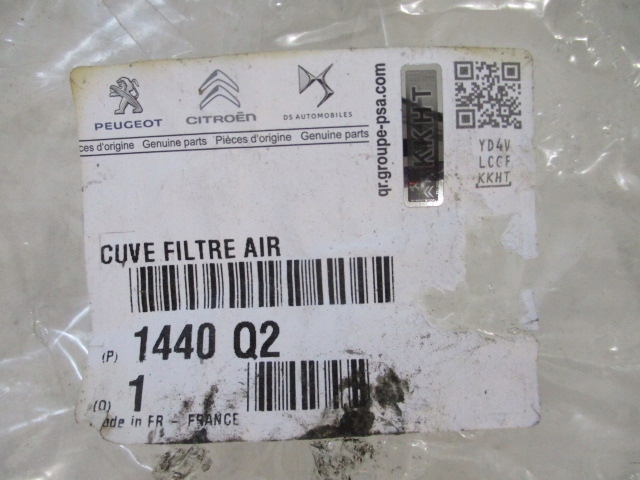 PEUGEOT
CITROËN
DS AUTOMOBILES
ces d'origine Genuine parts Pièces d'origine Genuine parts
qr.groupe-psa.com
KKHT
YD4V
LCCF
KKHT
CUVE FILTRE AIR
(P) 1440 Q2
(Q) 1
ade in FR - FRANCE